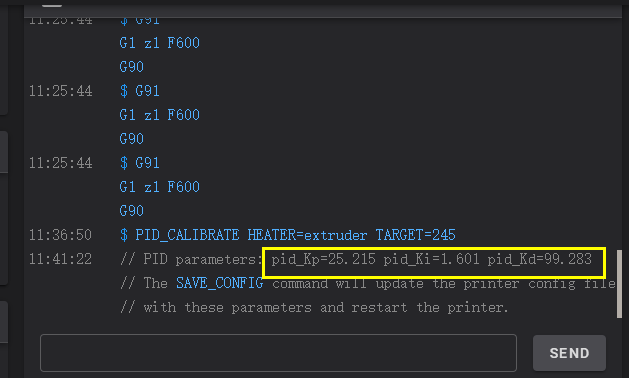 11:25:44 $ G91
G1 z1 F600
G90
11:25:44 $ G91
G1 z1 F600
G90
11:25:44 $ G91
G1 z1 F600
G90
11:36:50 $ PID_CALIBRATE HEATER=extruder TARGET=245
11:41:22 // PID parameters: pid_Kp=25.215 pid_Ki=1.601 pid_Kd=99.283
// The SAVE_CONFIG command will update the printer config file
// with these parameters and restart the printer.
SEND